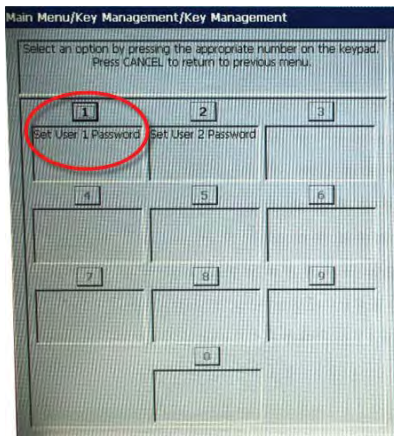 Main Menu/Key Management/Key Management
Select an option by pressing the appropriate number on the keypad.
Press CANCEL to return to previous menu.
1 2 3
Set User 1 Password Set User 2 Password
4 5 6
7 8 9
0